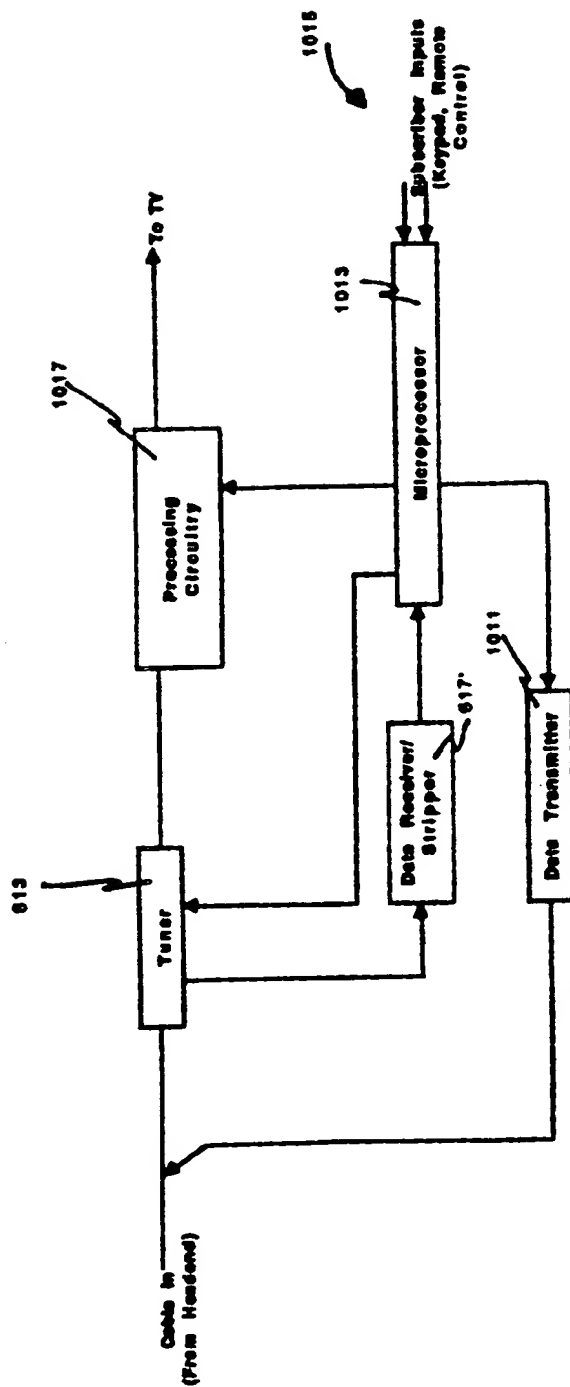 1015
Subscriber Inputs
(Keypad, Remote
Control)
To TV
1017
Processing
Circuitry
1013
Microprocessor
613
Tuner
Data Receiver/
Stripper
617'
1011
Data Transmitter
Cable In
(From Headend)